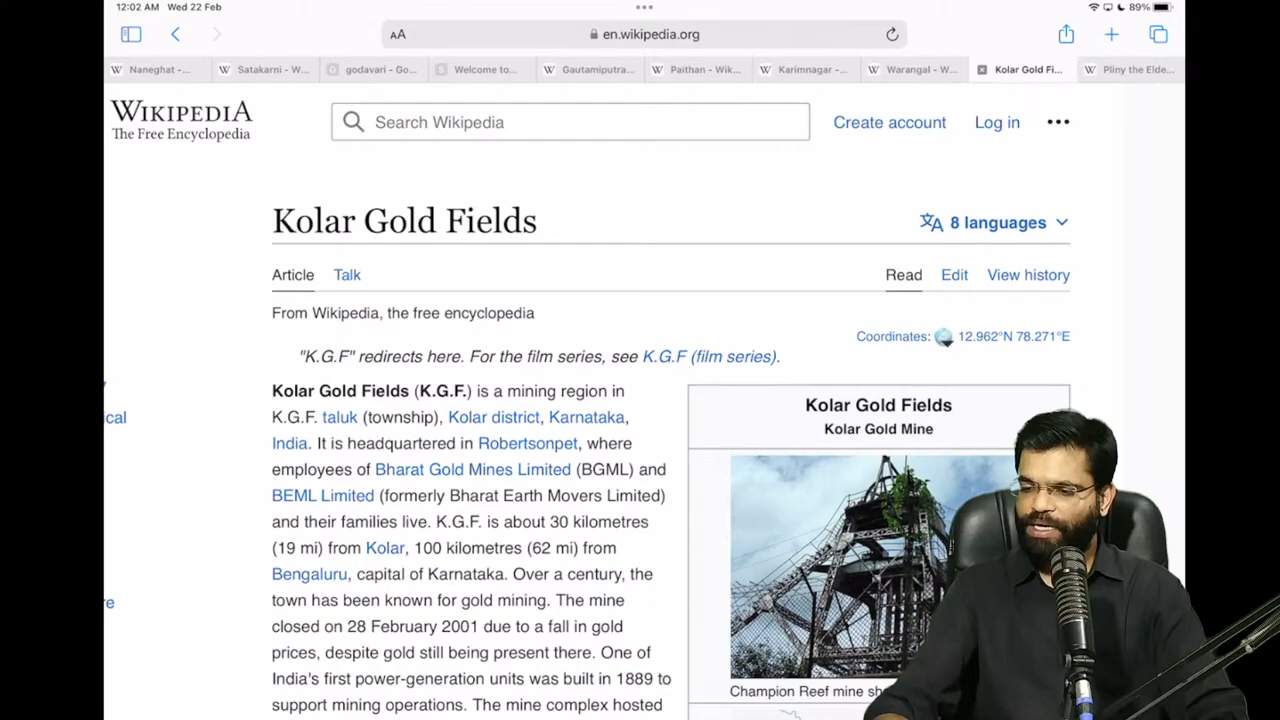 12:02 AM Wed 22 Feb
89%
AA
en.wikipedia.org
Naneghat -...
Satakarni - W...
godavari - Go...
Welcome to...
Gautamiputra...
Paithan - Wik...
Karimnagar -...
Warangal - W...
Kolar Gold Fi...
Pliny the Elde...
WIKIPEDIA
The Free Encyclopedia
Search Wikipedia
Create account
Log in
Kolar Gold Fields
8 languages
Article
Talk
Read
Edit
View history
From Wikipedia, the free encyclopedia
Coordinates: 12.962°N 78.271°E
"K.G.F" redirects here. For the film series, see K.G.F (film series).
Kolar Gold Fields (K.G.F.) is a mining region in
K.G.F. taluk (township), Kolar district, Karnataka,
India. It is headquartered in Robertsonpet, where
employees of Bharat Gold Mines Limited (BGML) and
BEML Limited (formerly Bharat Earth Movers Limited)
and their families live. K.G.F. is about 30 kilometres
(19 mi) from Kolar, 100 kilometres (62 mi) from
Bengaluru, capital of Karnataka. Over a century, the
town has been known for gold mining. The mine
closed on 28 February 2001 due to a fall in gold
prices, despite gold still being present there. One of
India's first power-generation units was built in 1889 to
support mining operations. The mine complex hosted
Kolar Gold Fields
Kolar Gold Mine
Champion Reef mine